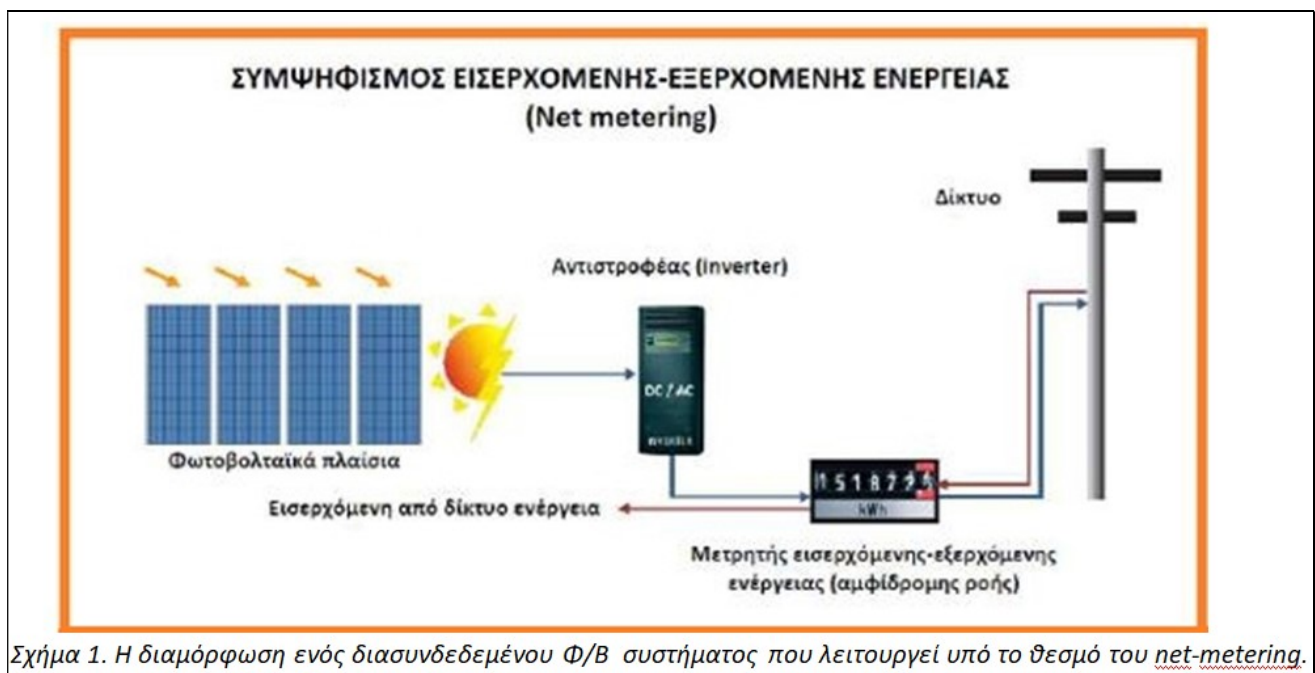 ΣΥΜΨΗΦΙΣΜΟΣ ΕΙΣΕΡΧΟΜΕΝΗΣ-ΕΞΕΡΧΟΜΕΝΗΣ ΕΝΕΡΓΕΙΑΣ
(Net metering)
Δίκτυο
Αντιστροφέας (inverter)
DC / AC
Φωτοβολταϊκά πλαίσια
Εισερχόμενη από δίκτυο ενέργεια
kWh
Μετρητής εισερχόμενης-εξερχόμενης
ενέργειας (αμφίδρομης ροής)
Σχήμα 1. Η διαμόρφωση ενός διασυνδεδεμένου Φ/Β συστήματος που λειτουργεί υπό το θεσμό του net-metering.